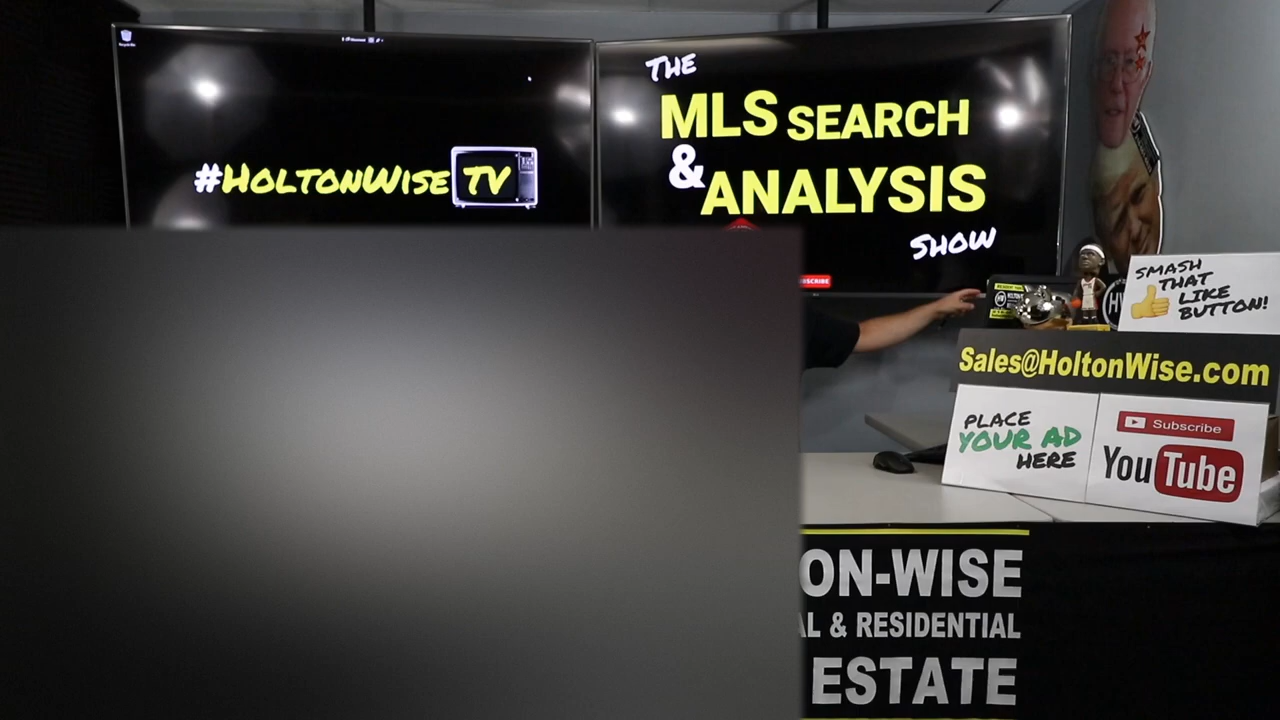 #HOLTONWISE TV
THE
MLS SEARCH
& ANALYSIS
SHOW
SMASH
THAT
LIKE
BUTTON!
Sales@HoltonWise.com
PLACE
YOUR AD
HERE
Subscribe
YouTube
ON-WISE
L & RESIDENTIAL
ESTATE